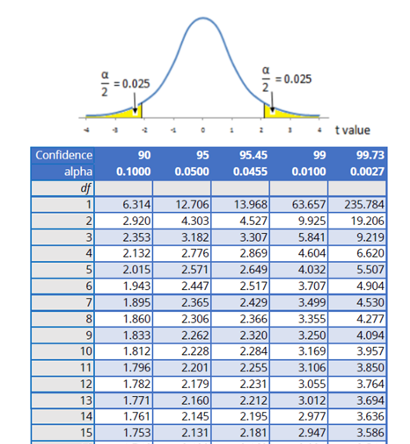 α/2 = 0.025
α/2 = 0.025
-4 -3 -2 -1 0 1 2 3 4 t value
Confidence 90 95 95.45 99 99.73
alpha 0.1000 0.0500 0.0455 0.0100 0.0027
df
1 6.314 12.706 13.968 63.657 235.784
2 2.920 4.303 4.527 9.925 19.206
3 2.353 3.182 3.307 5.841 9.219
4 2.132 2.776 2.869 4.604 6.620
5 2.015 2.571 2.649 4.032 5.507
6 1.943 2.447 2.517 3.707 4.904
7 1.895 2.365 2.429 3.499 4.530
8 1.860 2.306 2.366 3.355 4.277
9 1.833 2.262 2.320 3.250 4.094
10 1.812 2.228 2.284 3.169 3.957
11 1.796 2.201 2.255 3.106 3.850
12 1.782 2.179 2.231 3.055 3.764
13 1.771 2.160 2.212 3.012 3.694
14 1.761 2.145 2.195 2.977 3.636
15 1.753 2.131 2.181 2.947 3.586